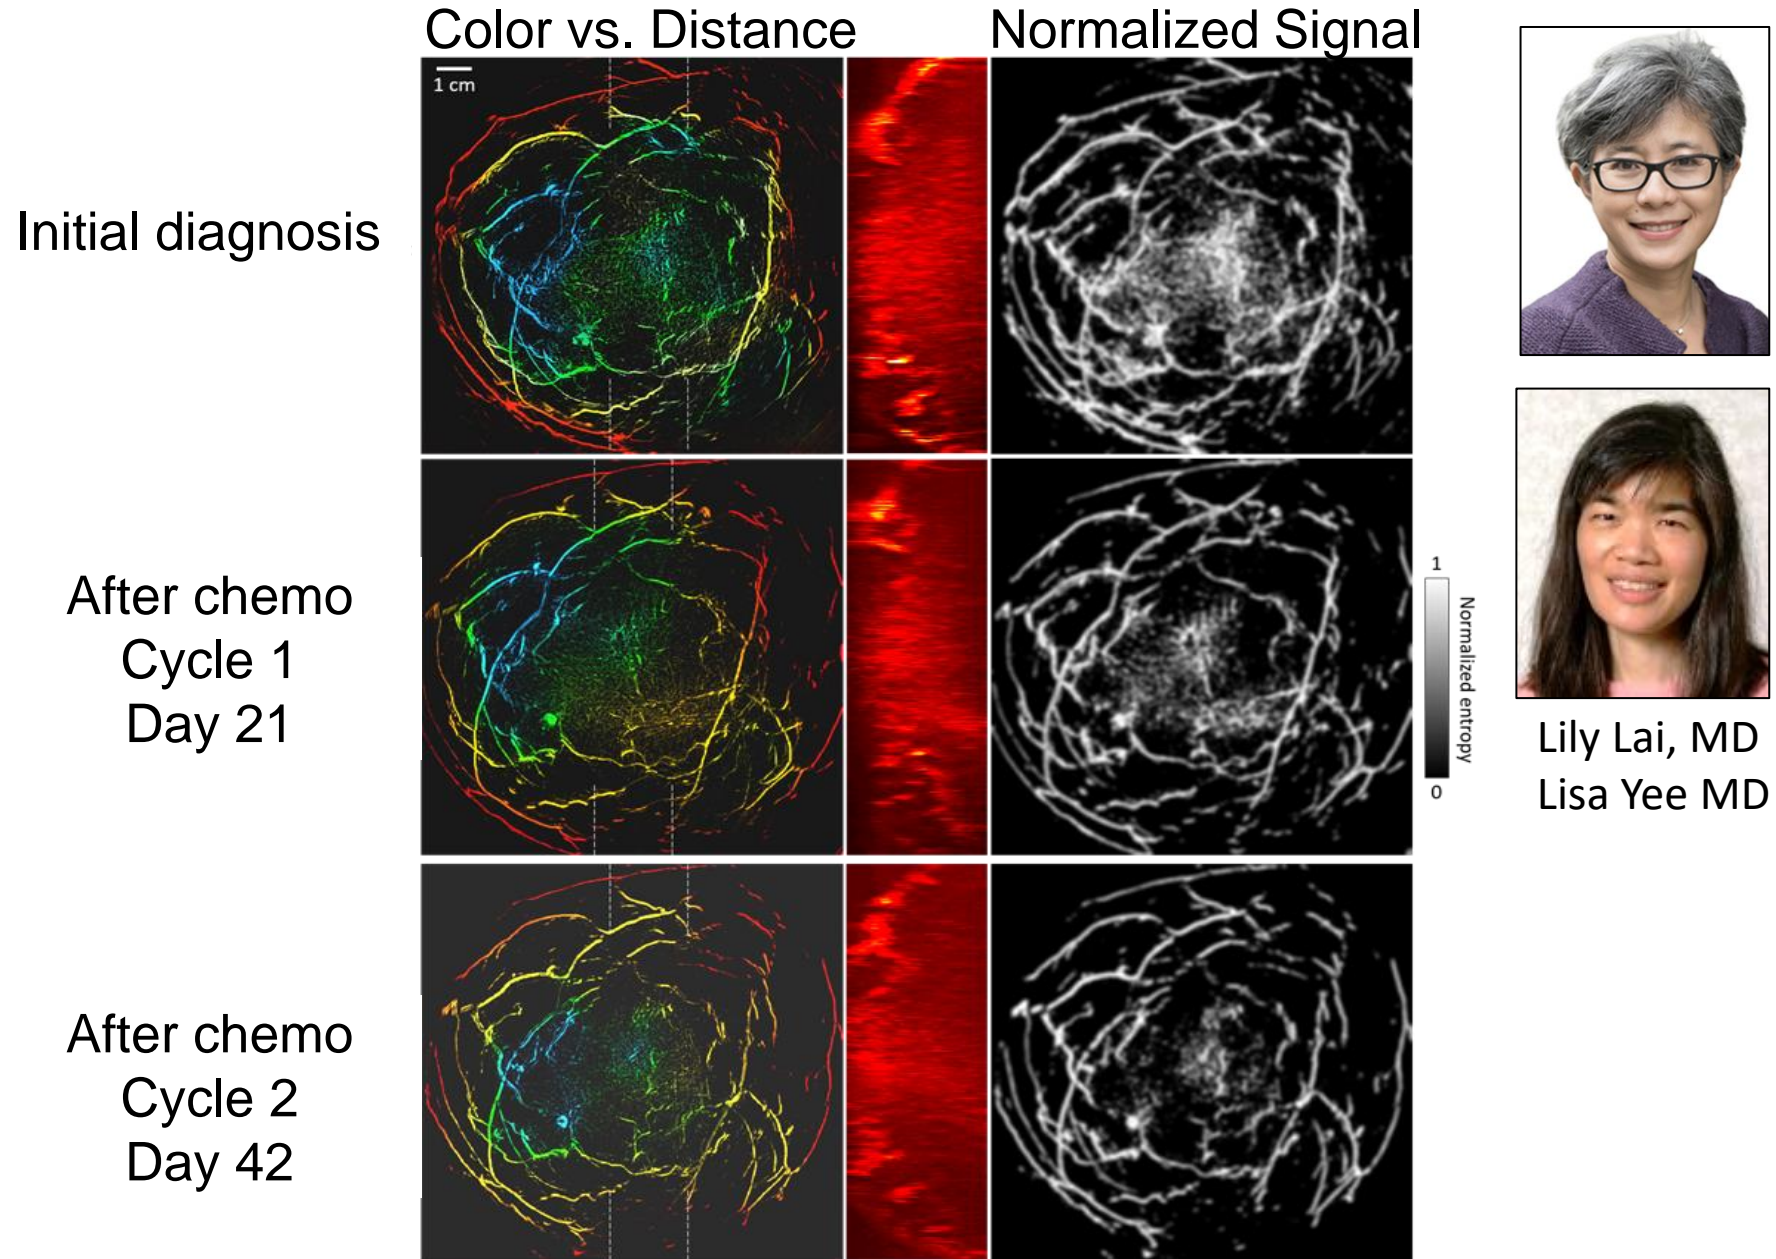 Color vs. Distance
Normalized Signal
1 cm
Initial diagnosis
After chemo
Cycle 1
Day 21
1
Normalized entropy
0
Lily Lai, MD
Lisa Yee MD
After chemo
Cycle 2
Day 42